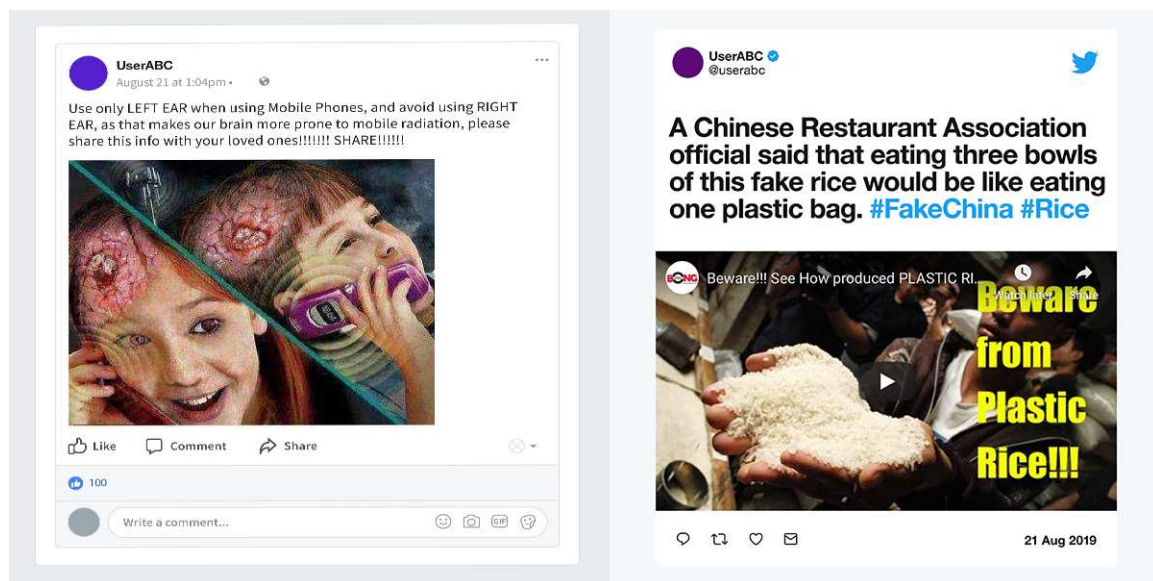 UserABC
August 21 at 1:04pm •
Use only LEFT EAR when using Mobile Phones, and avoid using RIGHT
EAR, as that makes our brain more prone to mobile radiation, please
share this info with your loved ones!!!!!!! SHARE!!!!!!
Like
Comment
Share
100
Write a comment...
GIF
UserABC
@userabc
A Chinese Restaurant Association
official said that eating three bowls
of this fake rice would be like eating
one plastic bag. #FakeChina #Rice
BONG
Beware!!! See How produced PLASTIC RI...
Watch later
Share
Beware
from
Plastic
Rice!!!
21 Aug 2019